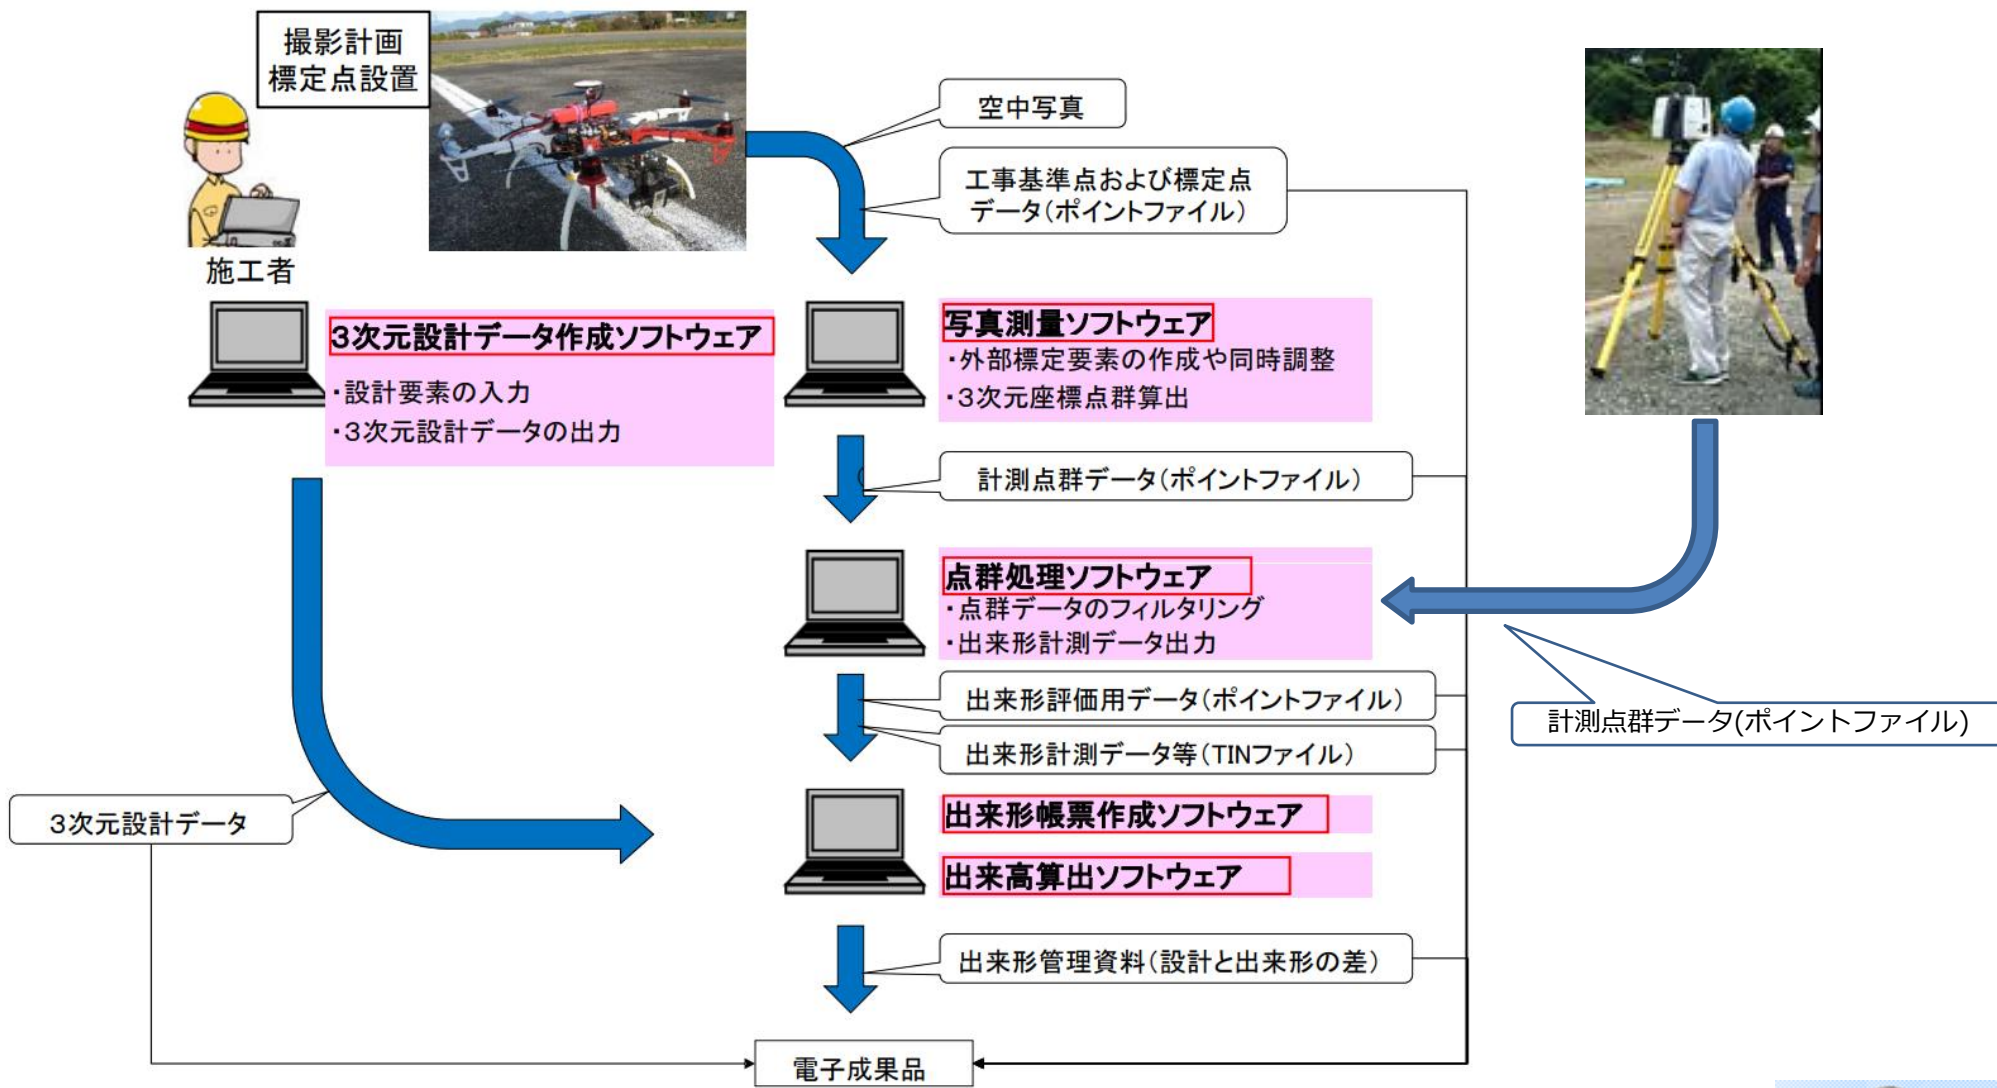 撮影計画
標定点設置
施工者
空中写真
工事基準点および標定点
データ(ポイントファイル)
3次元設計データ作成ソフトウェア
・設計要素の入力
・3次元設計データの出力
写真測量ソフトウェア
・外部標定要素の作成や同時調整
・3次元座標点群算出
計測点群データ(ポイントファイル)
点群処理ソフトウェア
・点群データのフィルタリング
・出来形計測データ出力
計測点群データ(ポイントファイル)
出来形評価用データ(ポイントファイル)
出来形計測データ等(TINファイル)
3次元設計データ
出来形帳票作成ソフトウェア
出来高算出ソフトウェア
出来形管理資料(設計と出来形の差)
電子成果品